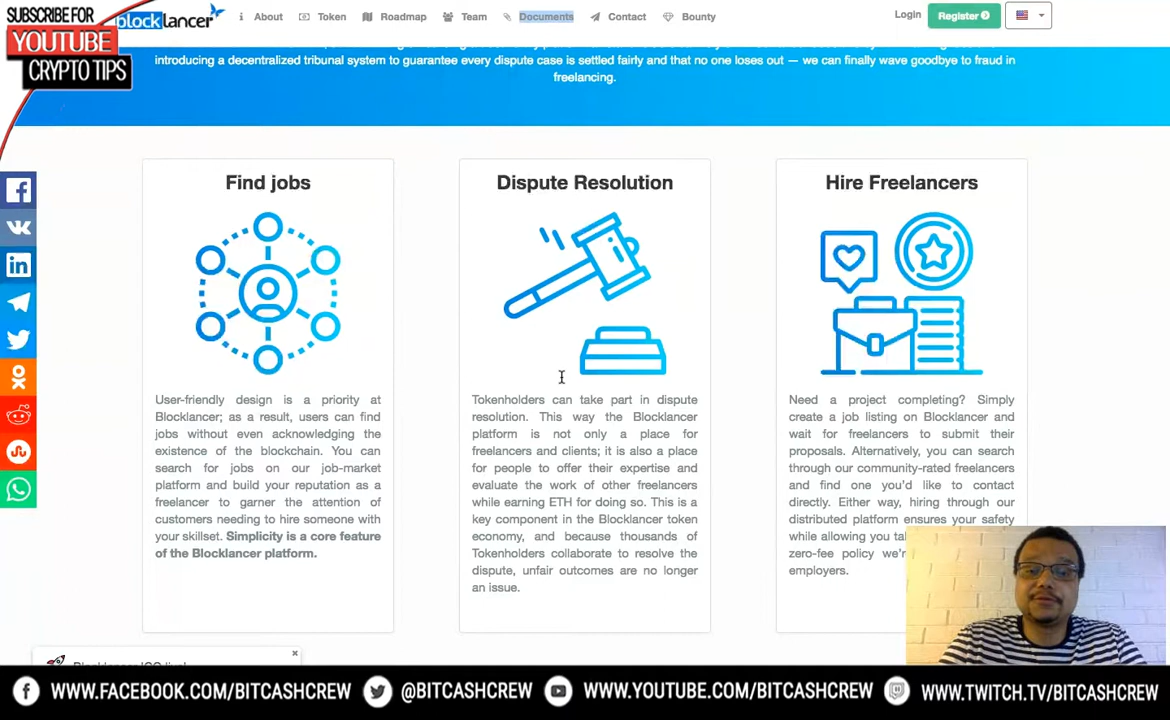 SUBSCRIBE FOR
YOUTUBE
CRYPTO TIPS
blocklancer
About Token Roadmap Team Documents Contact Bounty
Login Register
introducing a decentralized tribunal system to guarantee every dispute case is settled fairly and that no one loses out — we can finally wave goodbye to fraud in
freelancing.
Find jobs
User-friendly design is a priority at
Blocklancer; as a result, users can find
jobs without even acknowledging the
existence of the blockchain. You can
search for jobs on our job-market
platform and build your reputation as a
freelancer to garner the attention of
customers needing to hire someone with
your skillset. Simplicity is a core feature
of the Blocklancer platform.
Dispute Resolution
Tokenholders can take part in dispute
resolution. This way the Blocklancer
platform is not only a place for
freelancers and clients; it is also a place
for people to offer their expertise and
evaluate the work of other freelancers
while earning ETH for doing so. This is a
key component in the Blocklancer token
economy, and because thousands of
Tokenholders collaborate to resolve the
dispute, unfair outcomes are no longer
an issue.
Hire Freelancers
Need a project completing? Simply
create a job listing on Blocklancer and
wait for freelancers to submit their
proposals. Alternatively, you can search
through our community-rated freelancers
and find one you'd like to contact
directly. Either way, hiring through our
distributed platform ensures your safety
while allowing you
zero-fee policy
employers.
Blocklancer ICO live!
WWW.FACEBOOK.COM/BITCASHCREW @BITCASHCREW WWW.YOUTUBE.COM/BITCASHCREW WWW.TWITCH.TV/BITCASHCREW